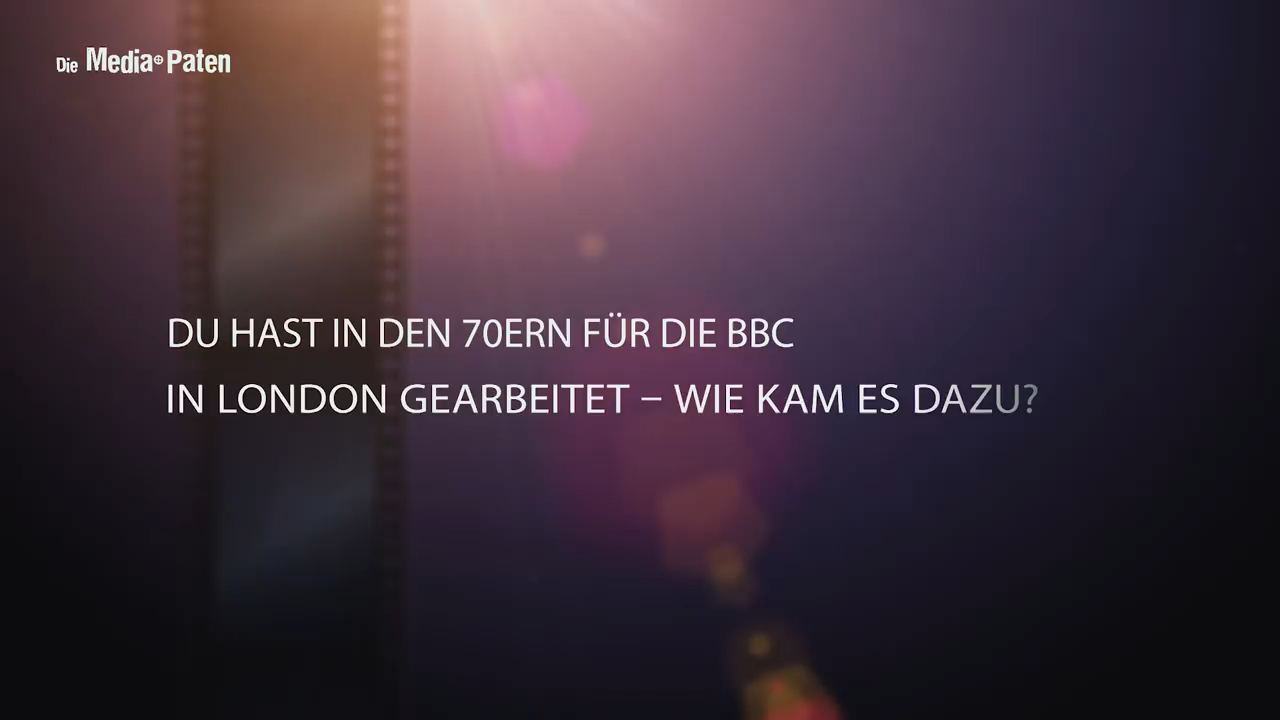 Die Media Paten
DU HAST IN DEN 70ERN FÜR DIE BBC
IN LONDON GEARBEITET – WIE KAM ES DAZU?